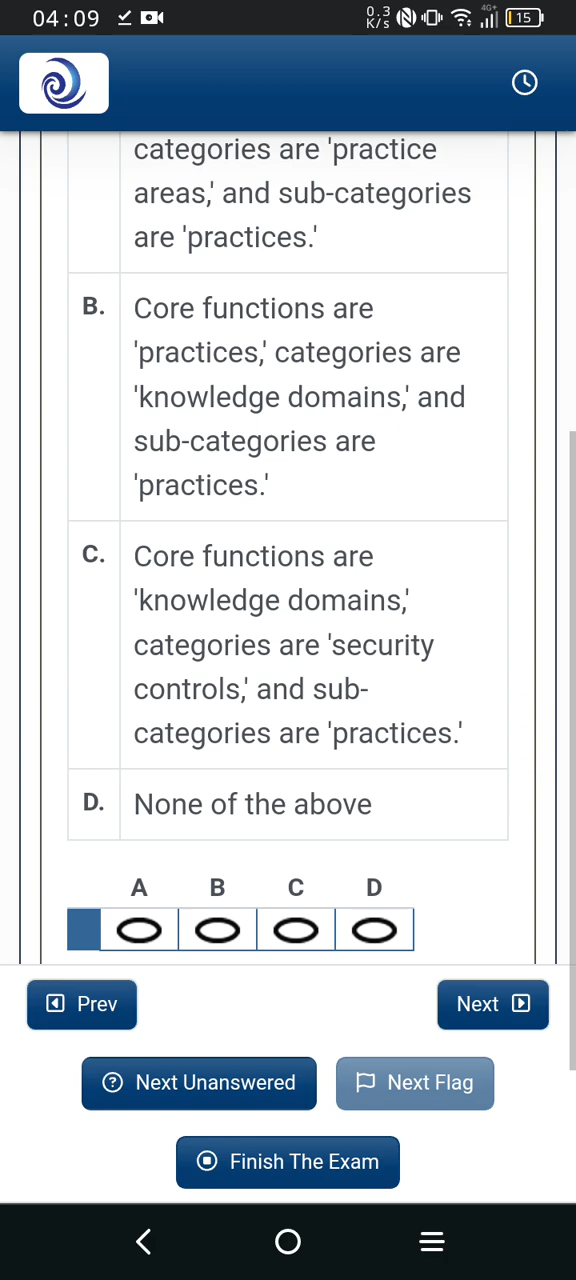 04:09
0.3
K/s
4G+
15
categories are 'practice
areas,' and sub-categories
are 'practices.'
B.
Core functions are
'practices,' categories are
'knowledge domains,' and
sub-categories are
'practices.'
C.
Core functions are
'knowledge domains,'
categories are 'security
controls,' and sub-
categories are 'practices.'
D.
None of the above
A B C D
Prev
Next
Next Unanswered
Next Flag
Finish The Exam